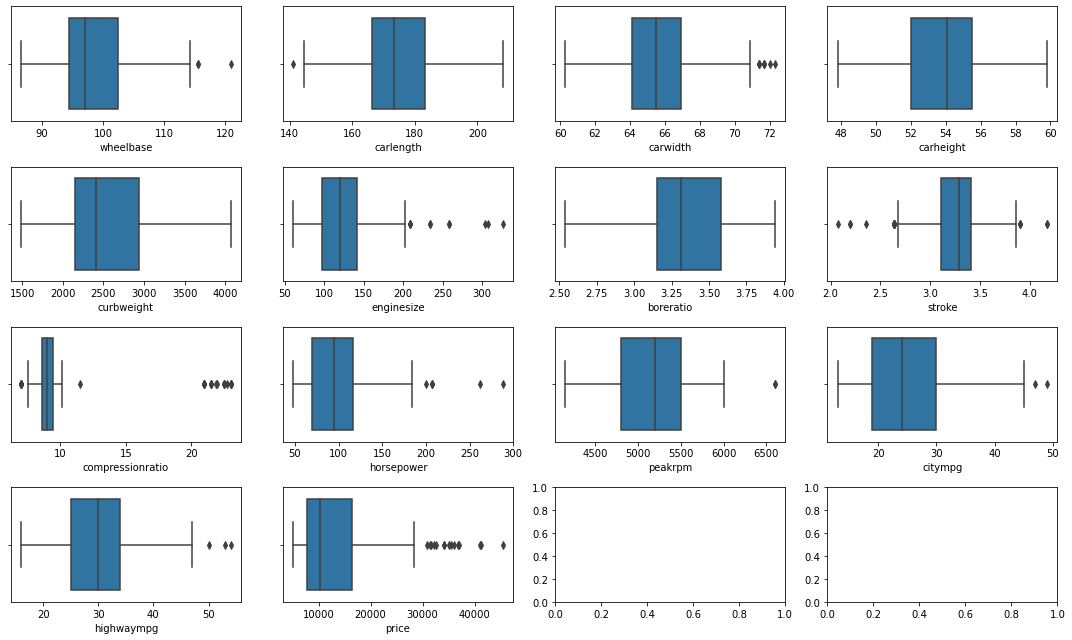 90 100 110 120
wheelbase
140 160 180 200
carlength
60 62 64 66 68 70 72
carwidth
48 50 52 54 56 58 60
carheight
1500 2000 2500 3000 3500 4000
curbweight
50 100 150 200 250 300
enginesize
2.50 2.75 3.00 3.25 3.50 3.75 4.00
boreratio
2.0 2.5 3.0 3.5 4.0
stroke
10 15 20
compressionratio
50 100 150 200 250 300
horsepower
4500 5000 5500 6000 6500
peakrpm
20 30 40 50
citympg
20 30 40 50
highwaympg
10000 20000 30000 40000
price
1.0
0.8
0.6
0.4
0.2
0.0
0.0 0.2 0.4 0.6 0.8 1.0
1.0
0.8
0.6
0.4
0.2
0.0
0.0 0.2 0.4 0.6 0.8 1.0